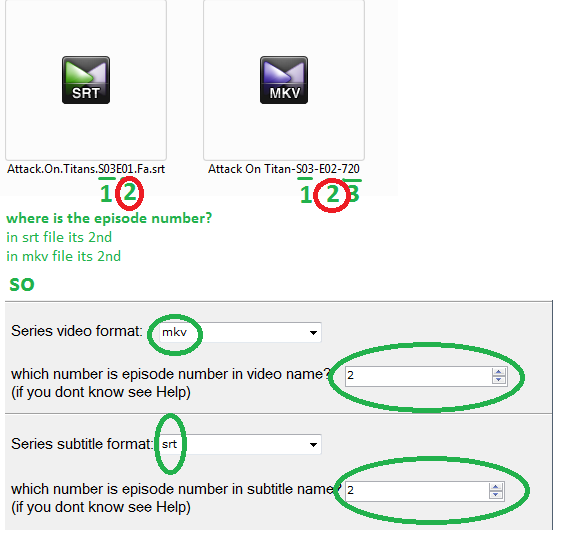 SRT
MKV
Attack.On.Titans.S03E01.Fa.srt
Attack On Titan-S03-E02-720
1 2
1 2 3
where is the episode number?
in srt file its 2nd
in mkv file its 2nd
so
Series video format: mkv
which number is episode number in video name? 2
(if you dont know see Help)
Series subtitle format: srt
which number is episode number in subtitle name? 2
(if you dont know see Help)